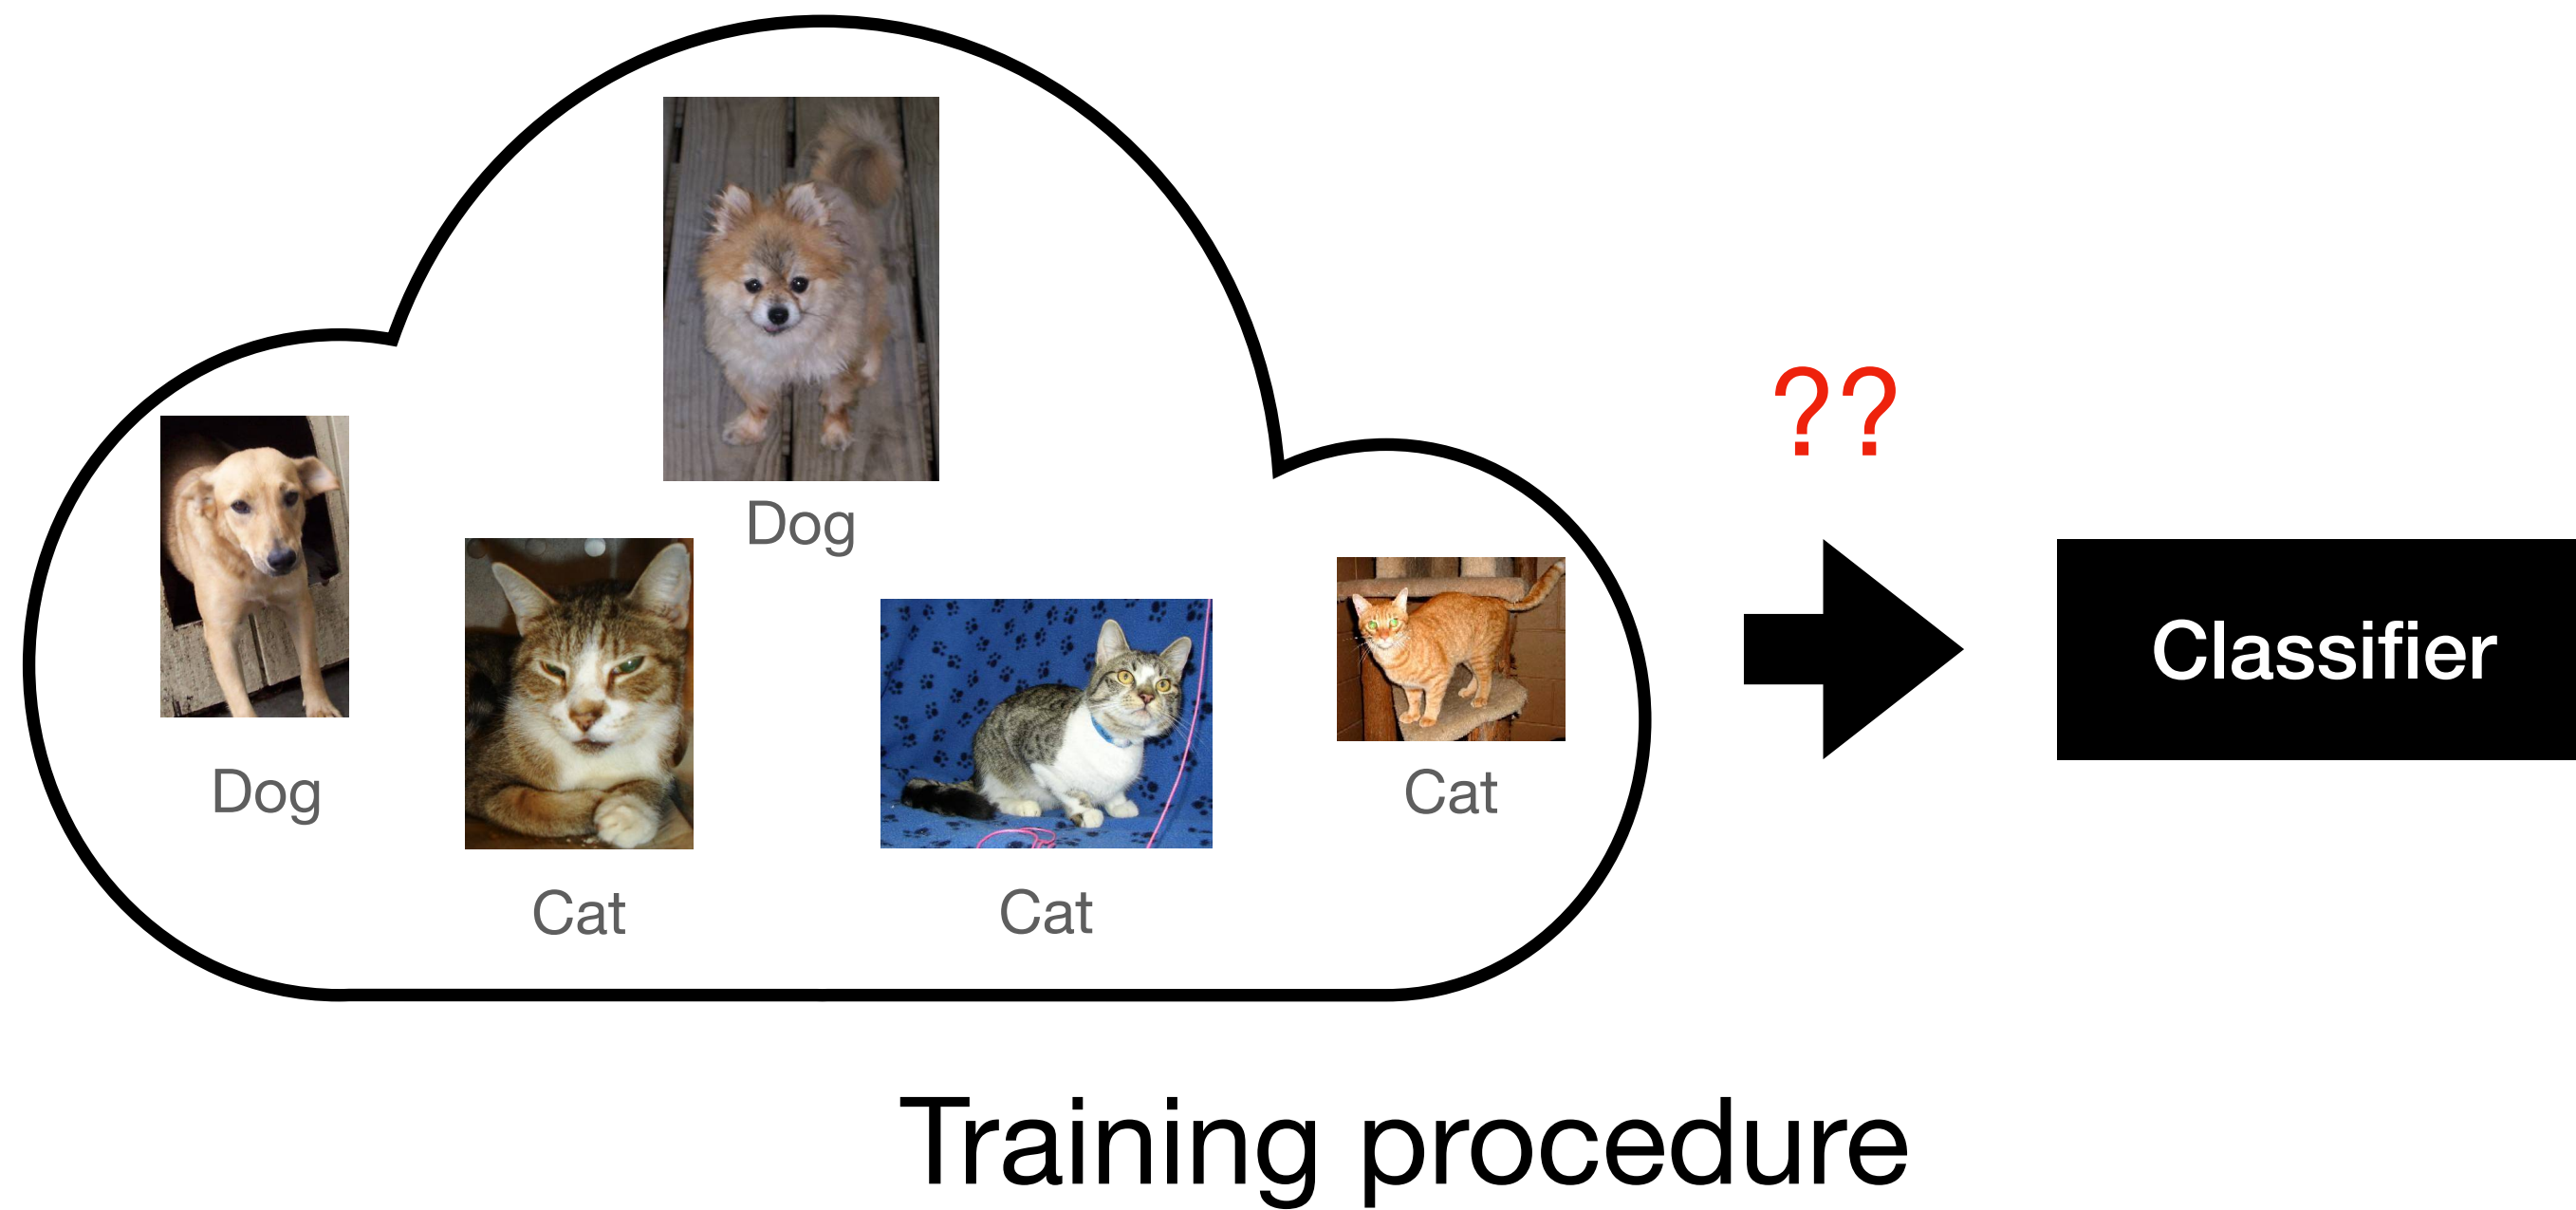 Dog
??
Dog
Cat
Cat
Cat
Classifier
Training procedure